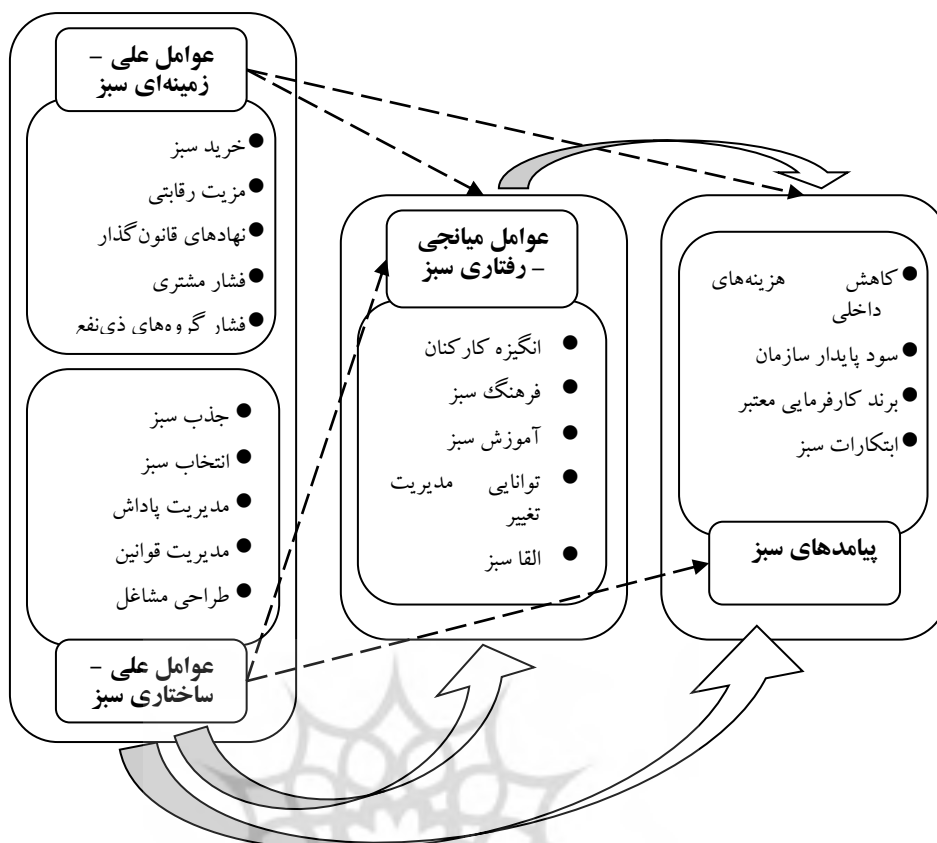 عوامل علی –
زمینه‌ای سبز
خرید سبز
مزیت رقابتی
نهادهای قانون‌گذار
فشار مشتری
فشار گروه‌های ذی‌نفع
جذب سبز
انتخاب سبز
مدیریت پاداش
مدیریت قوانین
طراحی مشاغل
عوامل علی –
ساختاری سبز
عوامل میانجی
– رفتاری سبز
انگیزه کارکنان
فرهنگ سبز
آموزش سبز
توانایی مدیریت
تغییر
القا سبز
کاهش هزینه‌های
داخلی
سود پایدار سازمان
برند کارفرمایی معتبر
ابتکارات سبز
پیامدهای سبز